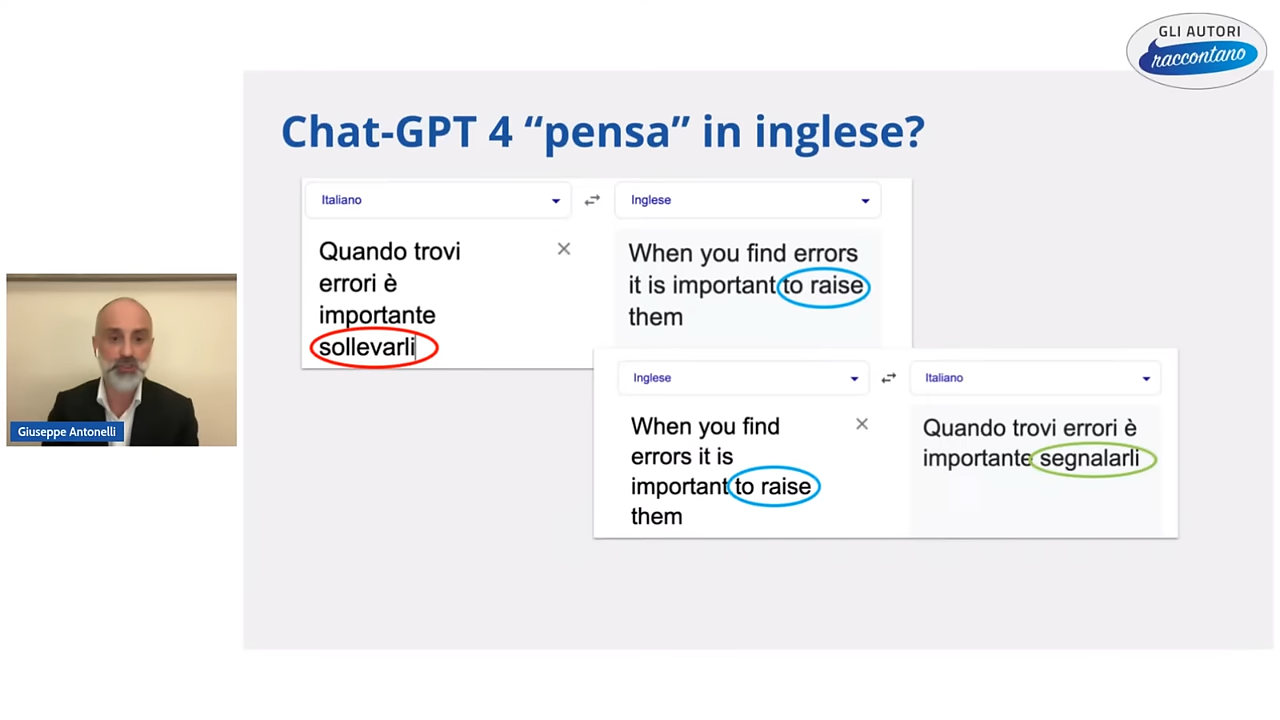 GLI AUTORI
raccontano
Chat-GPT 4 “pensa” in inglese?
Italiano
Inglese
Quando trovi
errori è
importante
sollevarli
When you find errors
it is important to raise
them
Inglese
Italiano
When you find
errors it is
important to raise
them
Quando trovi errori è
importante segnalarli
Giuseppe Antonelli